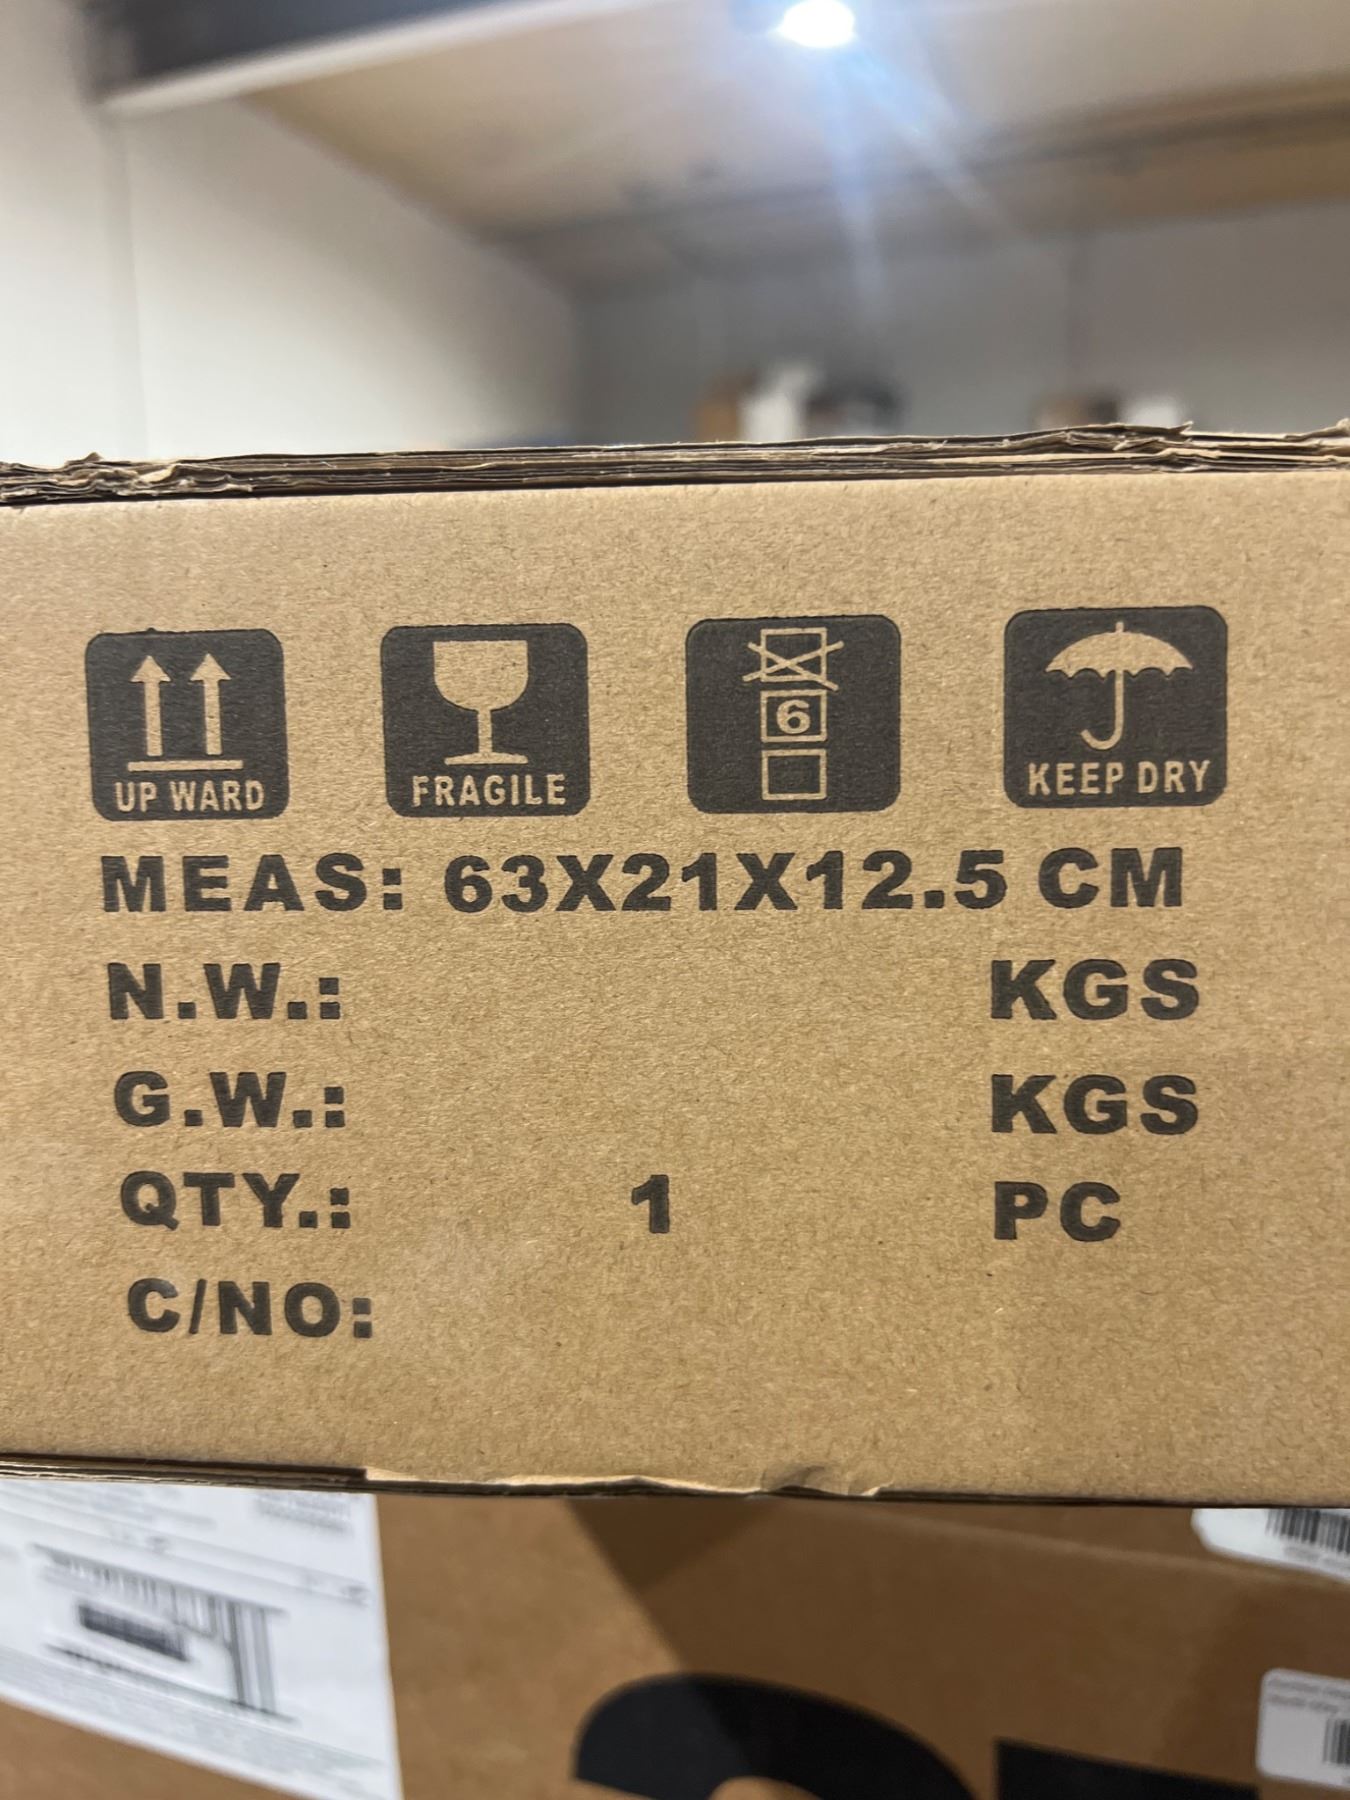 UP WARD
FRAGILE
6
KEEP DRY
MEAS: 63X21X12.5 CM
N.W.: KGS
G.W.: KGS
QTY.: 1 PC
C/NO: